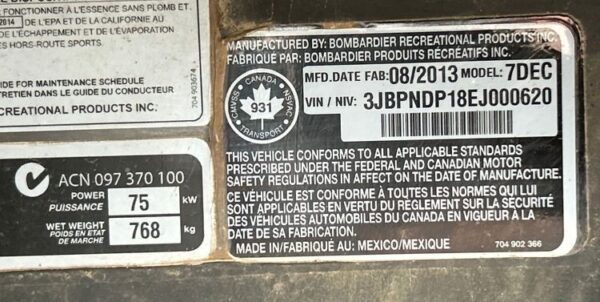 FONCTIONNER À L'ESSENCE SANS PLOMB ET
2014 DE L'EPA ET DE LA CALIFORNIE AU
DE L'ÉCHAPPEMENT ET DE L'ÉVAPORATION
ES HORS-ROUTE SPORTS
IDE FOR MAINTENANCE SCHEDULE
TRETIEN DANS LE GUIDE DU CONDUCTEUR
CREATIONAL PRODUCTS INC.
704 903674
ACN 097 370 100
POWER
PUISSANCE 75 kW
WET WEIGHT
POIDS EN ETAT
DE MARCHE 768 kg
MANUFACTURED BY: BOMBARDIER RECREATIONAL PRODUCTS INC.
FABRIQUÉ PAR: BOMBARDIER PRODUITS RÉCRÉATIFS INC.
MFD.DATE FAB: 08/2013 MODEL: 7DEC
VIN / NIV: 3JBPNDP18EJ000620
CANADA
CMVSS 931 NSVAC
TRANSPORT
THIS VEHICLE CONFORMS TO ALL APPLICABLE STANDARDS
PRESCRIBED UNDER THE FEDERAL AND CANADIAN MOTOR
SAFETY REGULATIONS IN AFFECT ON THE DATE OF MANUFACTURE.
CE VÉHICULE EST CONFORME À TOUTES LES NORMES QUI LUI
SONT APPLICABLES EN VERTU DU RÈGLEMENT SUR LA SÉCURITÉ
DES VÉHICULES AUTOMOBILES DU CANADA EN VIGUEUR À LA
DATE DE SA FABRICATION.
MADE IN/FABRIQUÉ AU: MEXICO/MEXIQUE
704 902 366